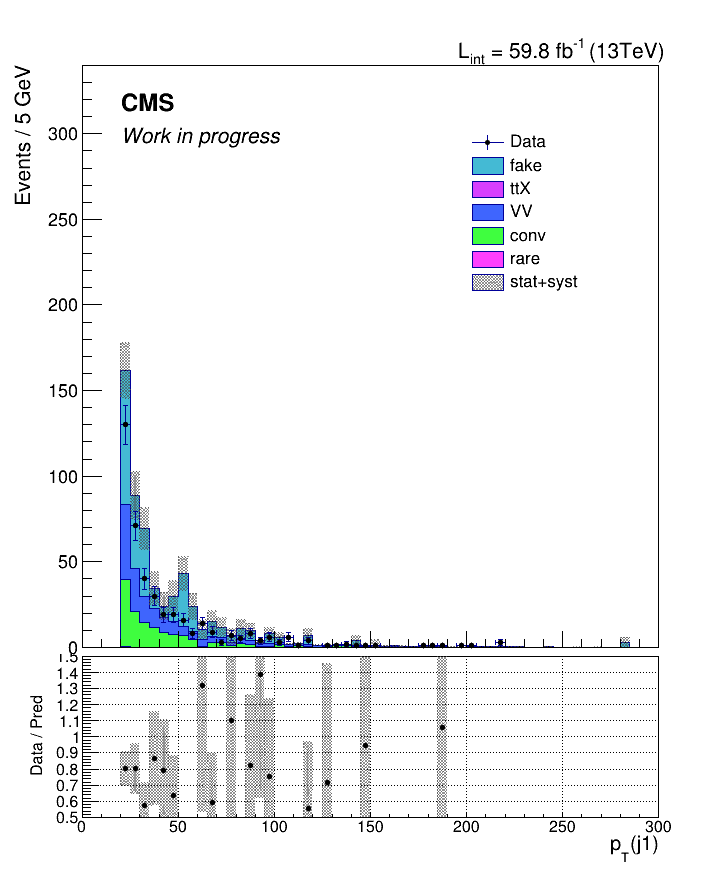 L_int = 59.8 fb^-1 (13TeV)
Events / 5 GeV
CMS
Work in progress
Data
fake
ttX
VV
conv
rare
stat+syst
300
250
200
150
100
50
0
Data / Pred
1.5
1.4
1.3
1.2
1.1
1
0.9
0.8
0.7
0.6
0.5
0 50 100 150 200 250 300
p_T(j1)